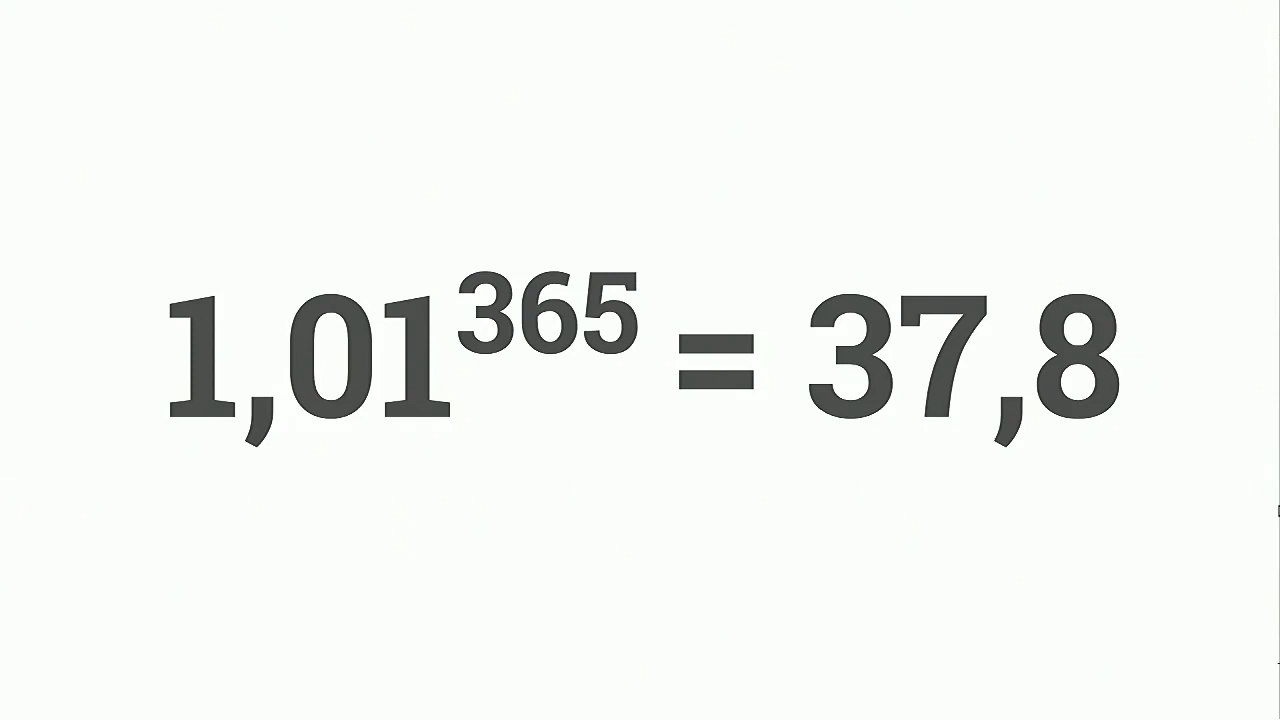 1,01³⁶⁵ = 37,8